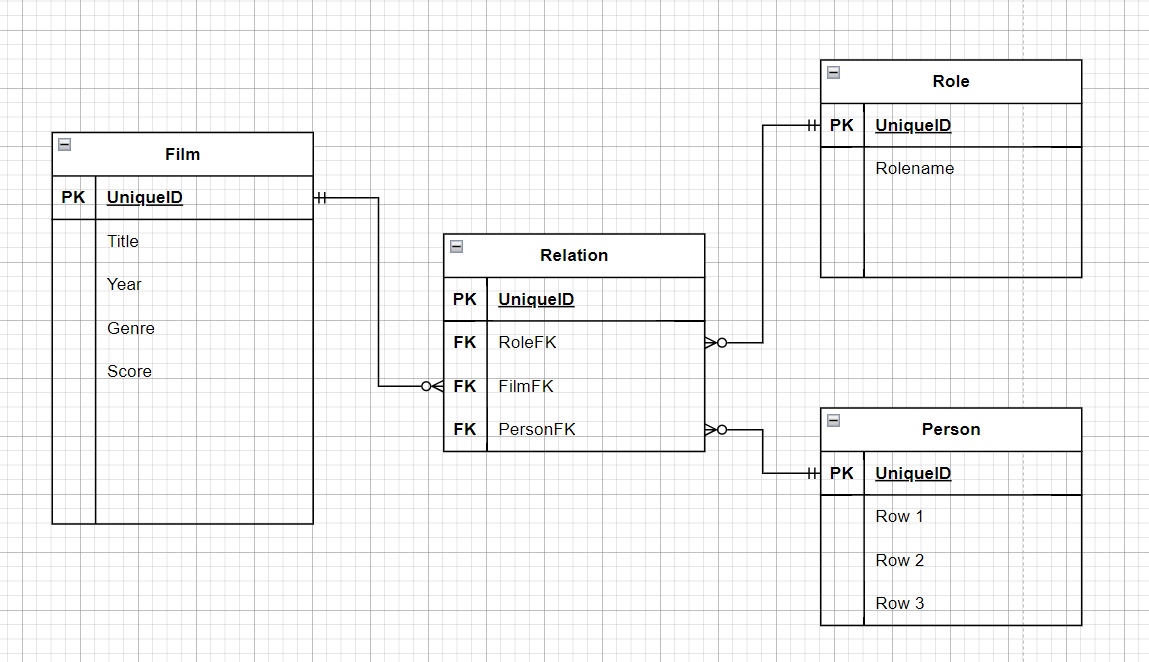 Film
PK UniqueID
Title
Year
Genre
Score
Relation
PK UniqueID
FK RoleFK
FK FilmFK
FK PersonFK
Role
PK UniqueID
Rolename
Person
PK UniqueID
Row 1
Row 2
Row 3